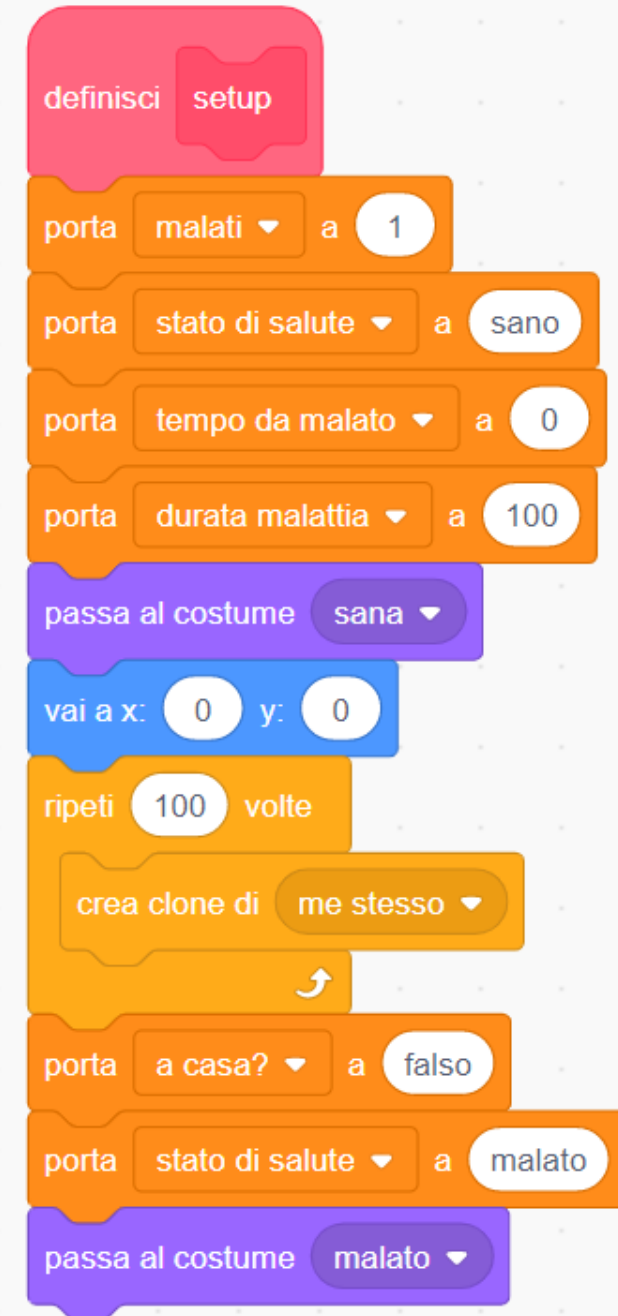 definisci setup
porta malati a 1
porta stato di salute a sano
porta tempo da malato a 0
porta durata malattia a 100
passa al costume sana
vai a x: 0 y: 0
ripeti 100 volte
crea clone di me stesso
porta a casa? a falso
porta stato di salute a malato
passa al costume malato